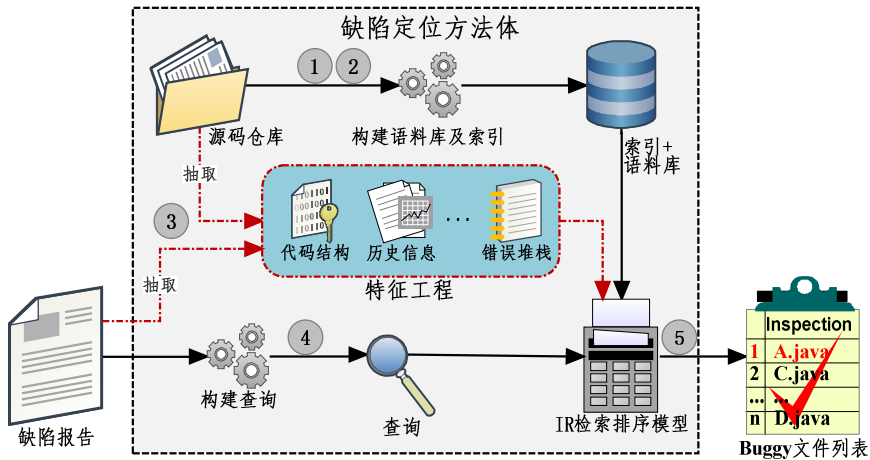 缺陷定位方法体
1 2
源码仓库
构建语料库及索引
索引+
语料库
抽取
3
代码结构
历史信息
...
错误堆栈
抽取
特征工程
4
5
Inspection
1 A.java
2 C.java
... ...
n D.java
缺陷报告
构建查询
查询
IR检索排序模型
Buggy文件列表